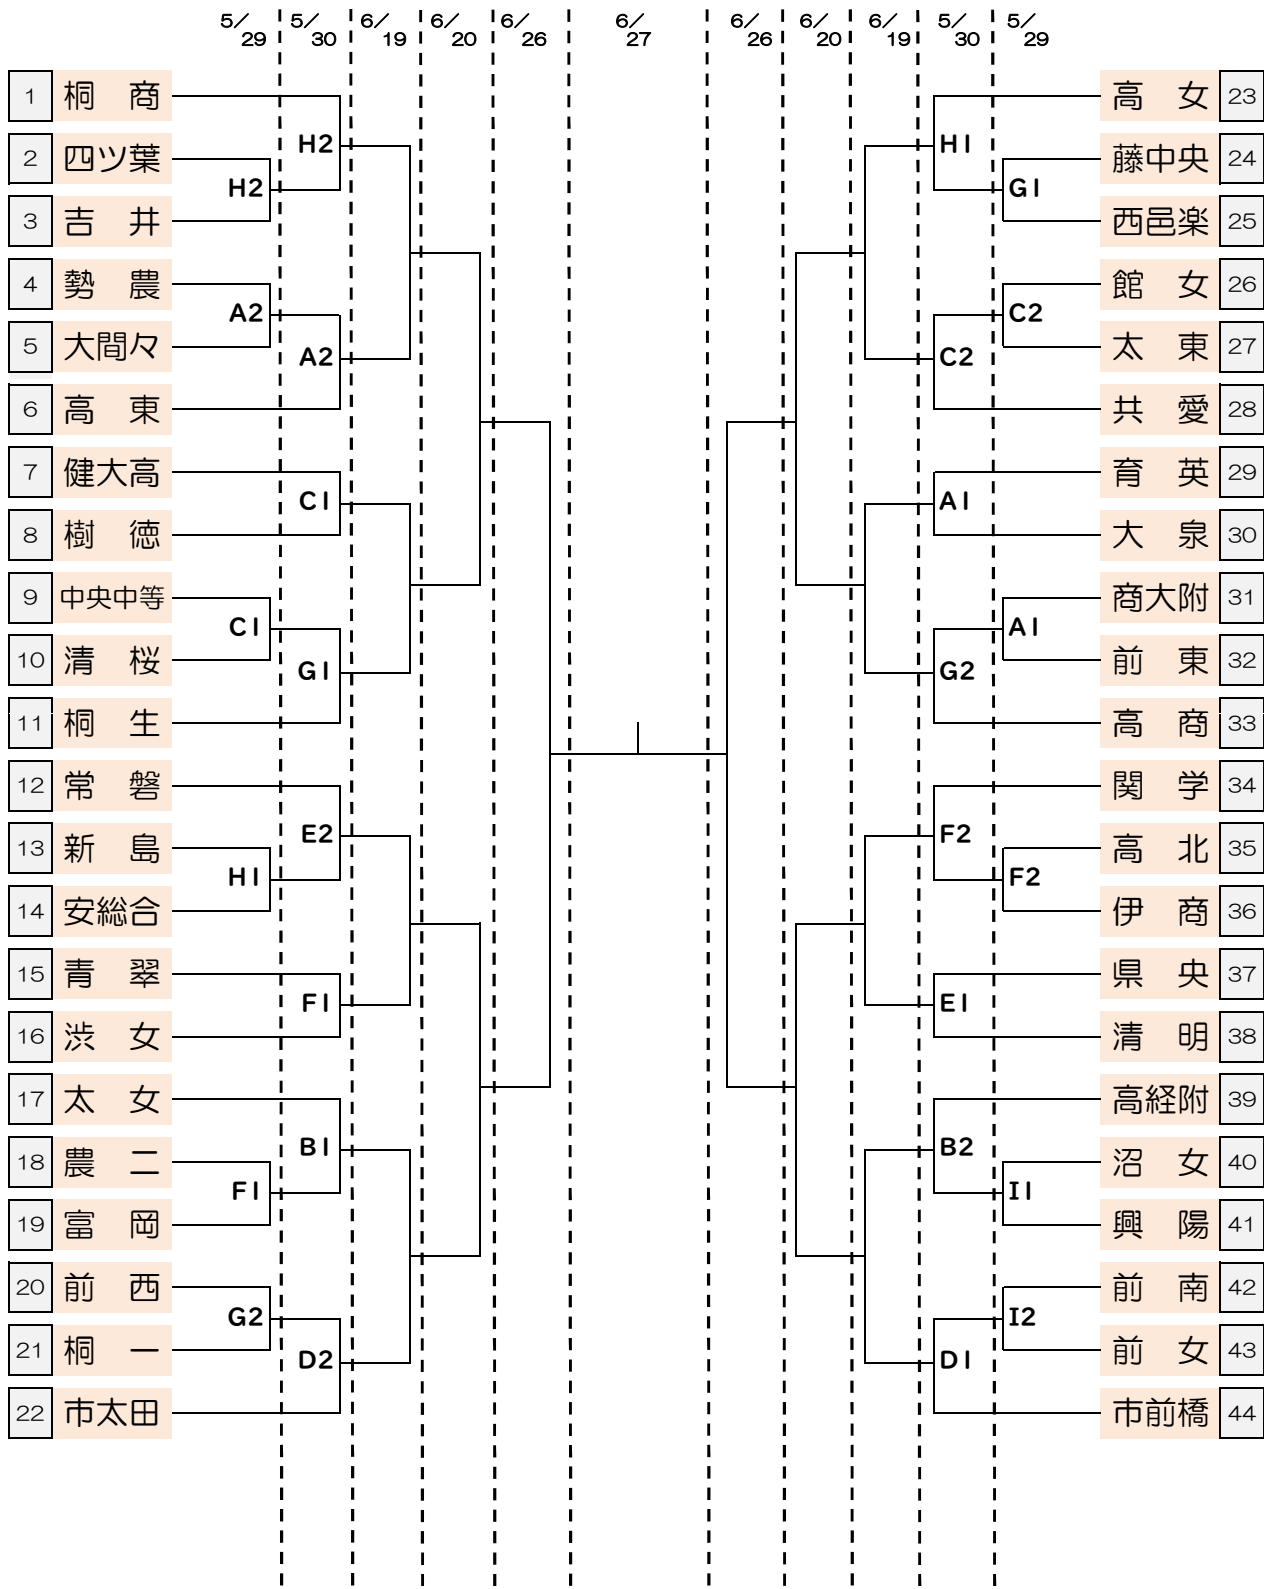 5/29 5/30 6/19 6/20 6/26 6/27 6/26 6/20 6/19 5/30 5/29
1 桐 商
2 四ツ葉
3 吉 井
4 勢 農
5 大間々
6 高 東
7 健大高
8 樹 徳
9 中央中等
10 清 桜
11 桐 生
12 常 磐
13 新 島
14 安総合
15 青 翠
16 渋 女
17 太 女
18 農 二
19 富 岡
20 前 西
21 桐 一
22 市太田
H2
A2
C1
H1
F1
G2
H2
A2
C1
G1
E2
F1
B1
D2
H1
C2
A1
G2
F2
E1
B2
D1
G1
C2
A1
F2
I1
I2
高 女 23
藤中央 24
西邑楽 25
館 女 26
太 東 27
共 愛 28
育 英 29
大 泉 30
商大附 31
前 東 32
高 商 33
関 学 34
高 北 35
伊 商 36
県 央 37
清 明 38
高経附 39
沼 女 40
興 陽 41
前 南 42
前 女 43
市前橋 44